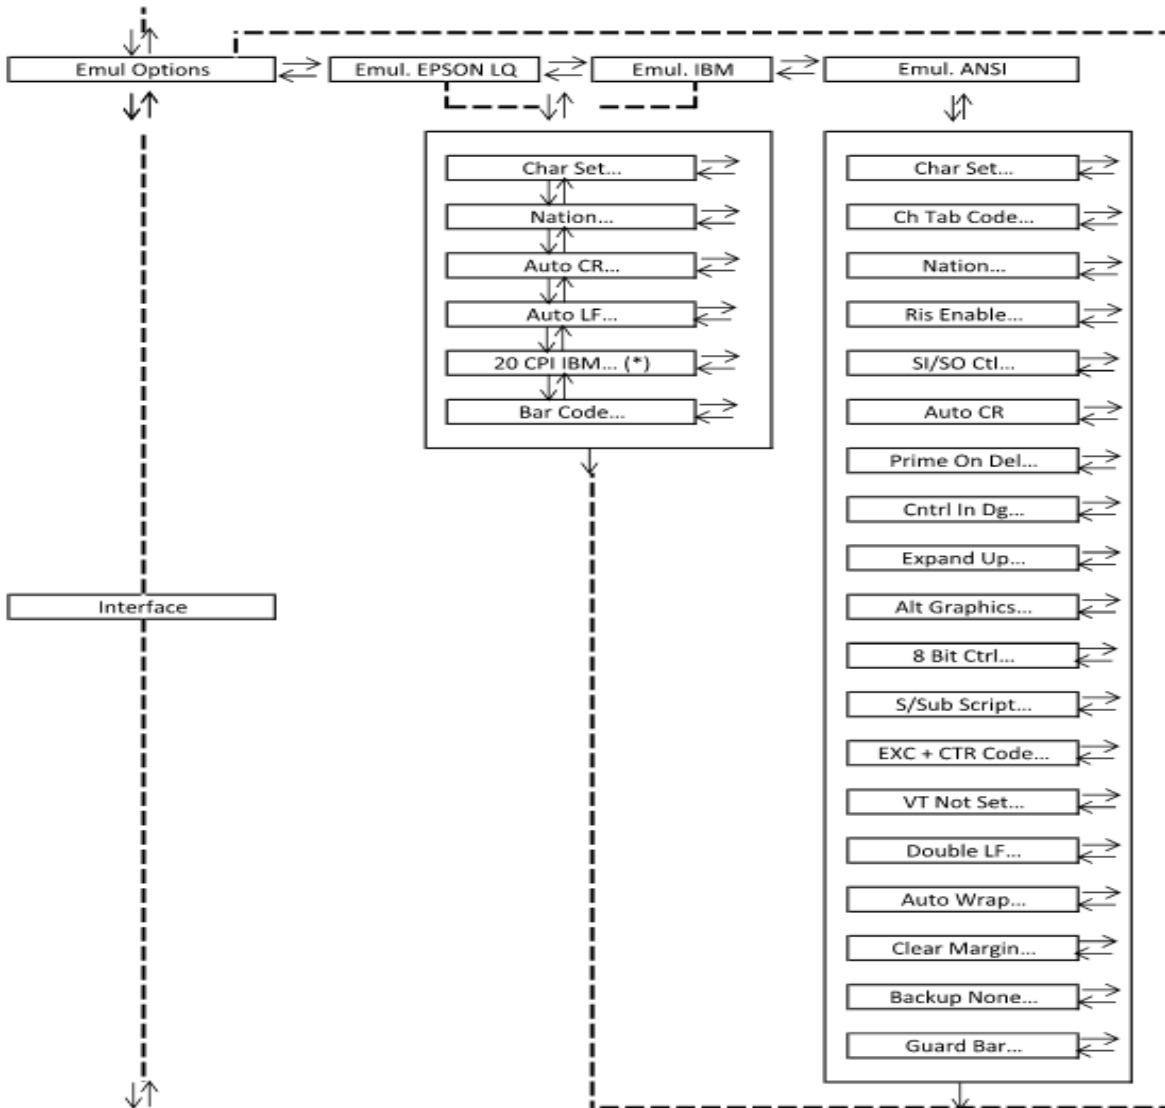 Emul Options
Emul. EPSON LQ
Emul. IBM
Emul. ANSI
Char Set...
Nation...
Auto CR...
Auto LF...
20 CPI IBM... (*)
Bar Code...
Char Set...
Ch Tab Code...
Nation...
Ris Enable...
SI/SO Ctl...
Auto CR
Prime On Del...
Cntrl In Dg...
Expand Up...
Alt Graphics...
8 Bit Ctrl...
S/Sub Script...
EXC + CTR Code...
VT Not Set...
Double LF...
Auto Wrap...
Clear Margin...
Backup None...
Guard Bar...
Interface